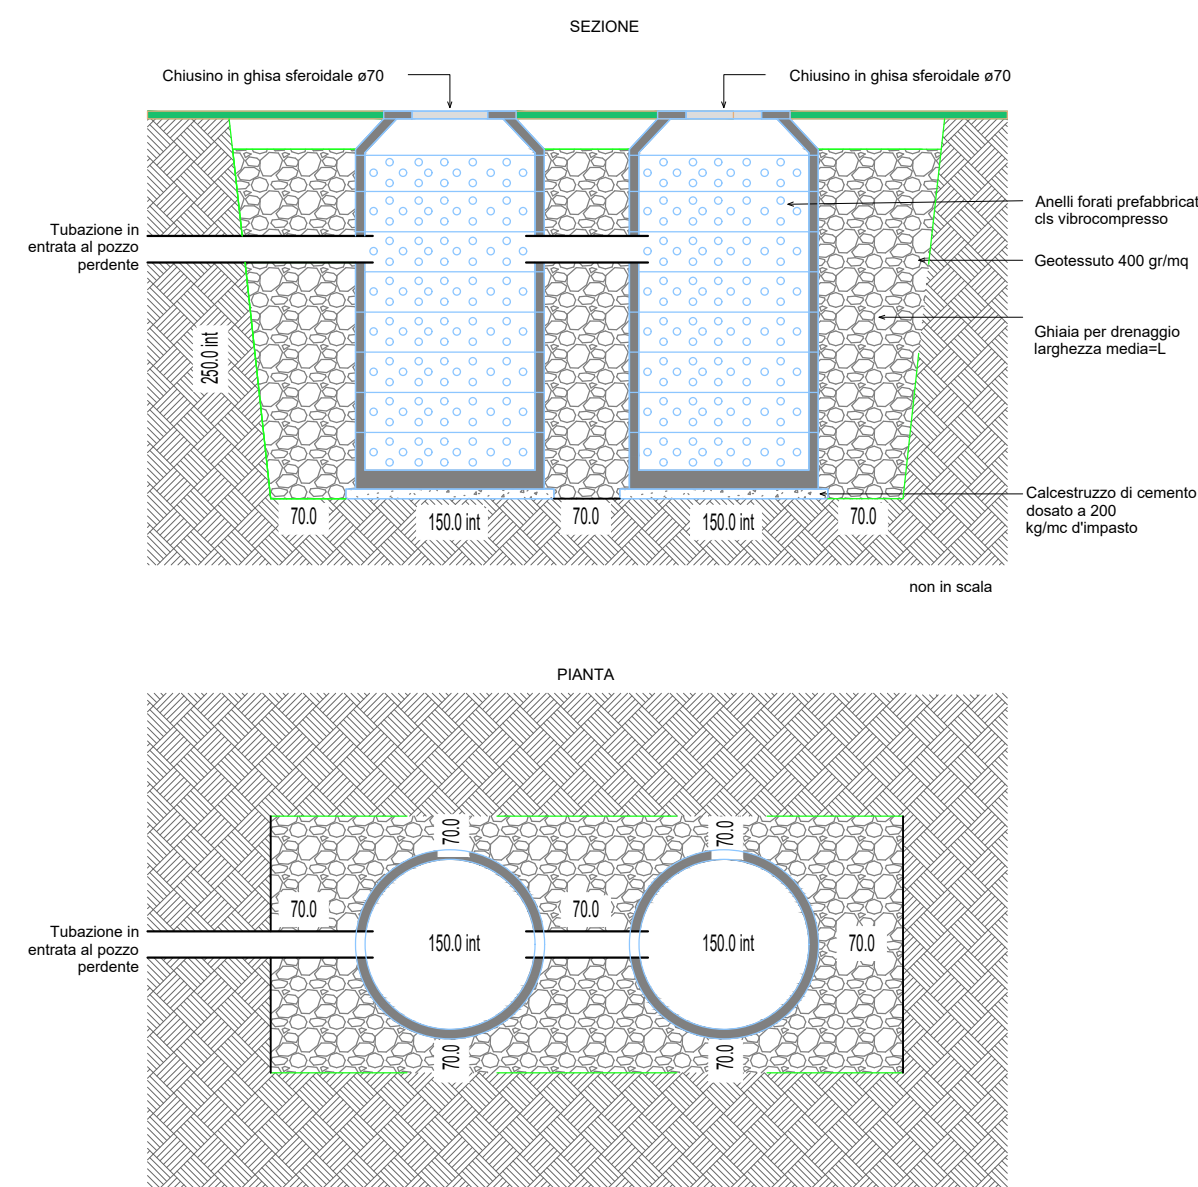 SEZIONE
Chiusino in ghisa sferoidale ø70
Chiusino in ghisa sferoidale ø70
Tubazione in
entrata al pozzo
perdente
250.0 int
Anelli forati prefabbricat
cls vibrocompresso
Geotessuto 400 gr/mq
Ghiaia per drenaggio
larghezza media=L
Calcestruzzo di cemento
dosato a 200
kg/mc d'impasto
70.0
150.0 int
70.0
150.0 int
70.0
non in scala
PIANTA
70.0
70.0
70.0
70.0
Tubazione in
entrata al pozzo
perdente
150.0 int
150.0 int
70.0
70.0
70.0